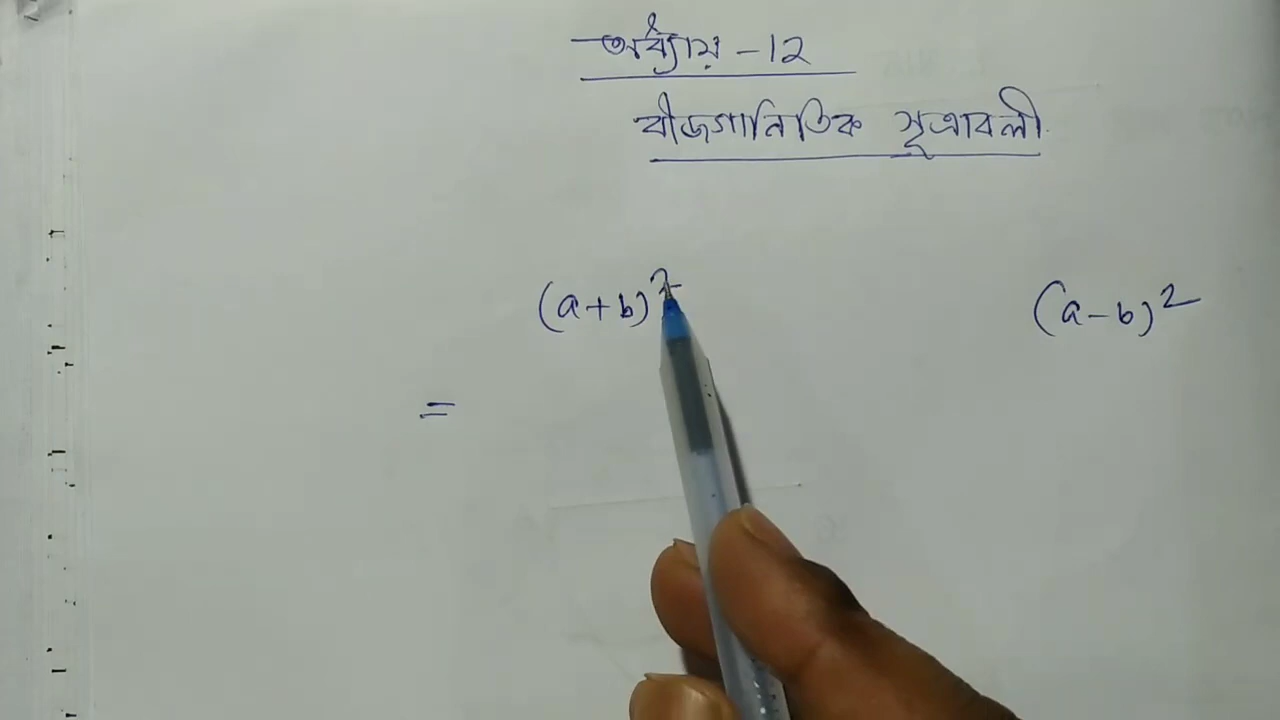 অধ্যায় - 12
বীজগানিতিক সূত্রাবলী
(a+b)² (a-b)²
=